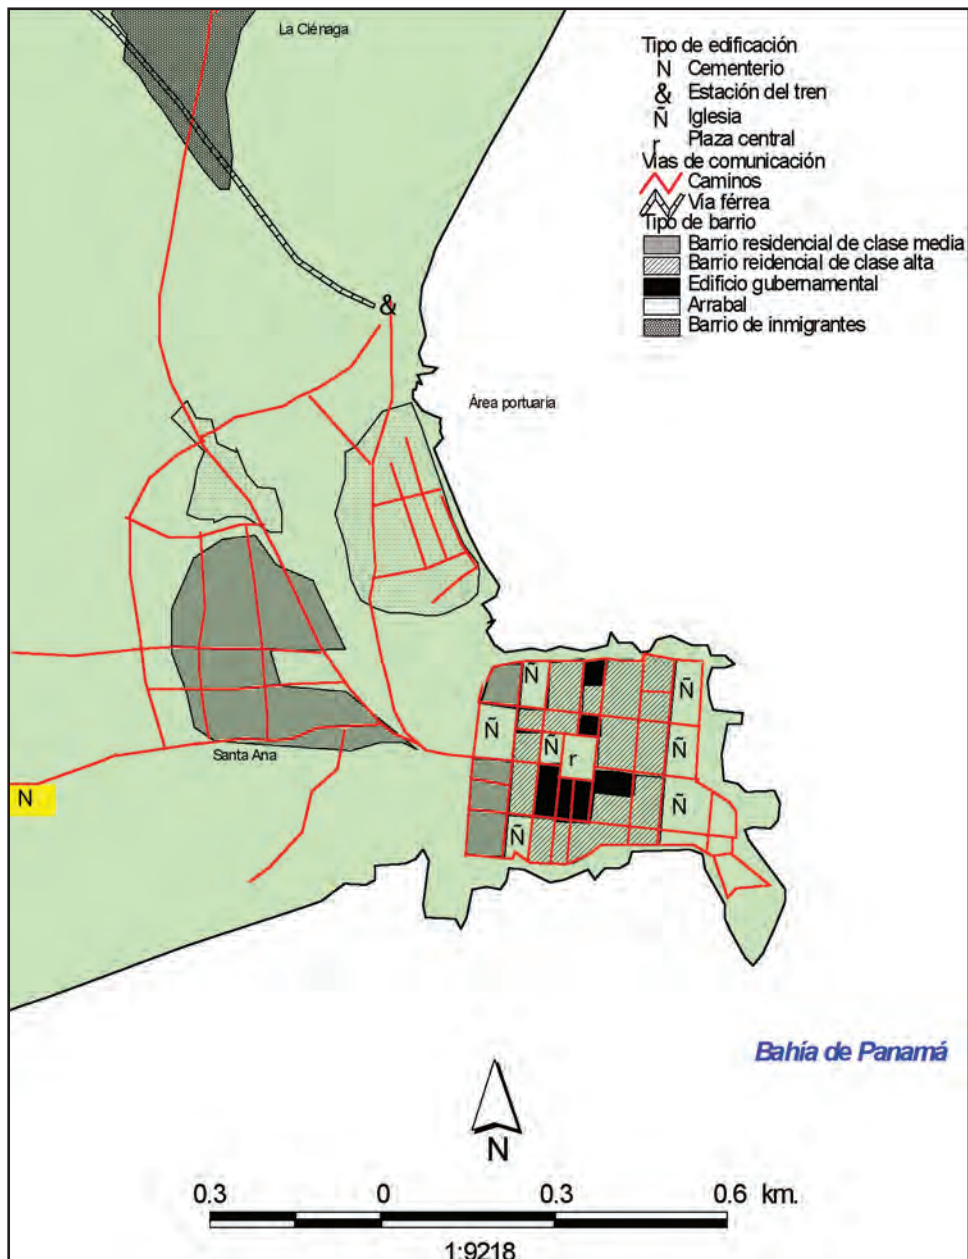 La Ciénaga
Tipo de edificación
N Cementerio
& Estación del tren
Ñ Iglesia
r Plaza central
Vías de comunicación
Caminos
Vía férrea
Tipo de barrio
Barrio residencial de clase media
Barrio reidencial de clase alta
Edificio gubernamental
Arrabal
Barrio de inmigrantes
&
Área portuaria
Ñ
Ñ
Ñ
Ñ
Ñ
r
Santa Ana
N
Ñ
Ñ
Bahía de Panamá
N
0.3 0 0.3 0.6 km.
1:9218